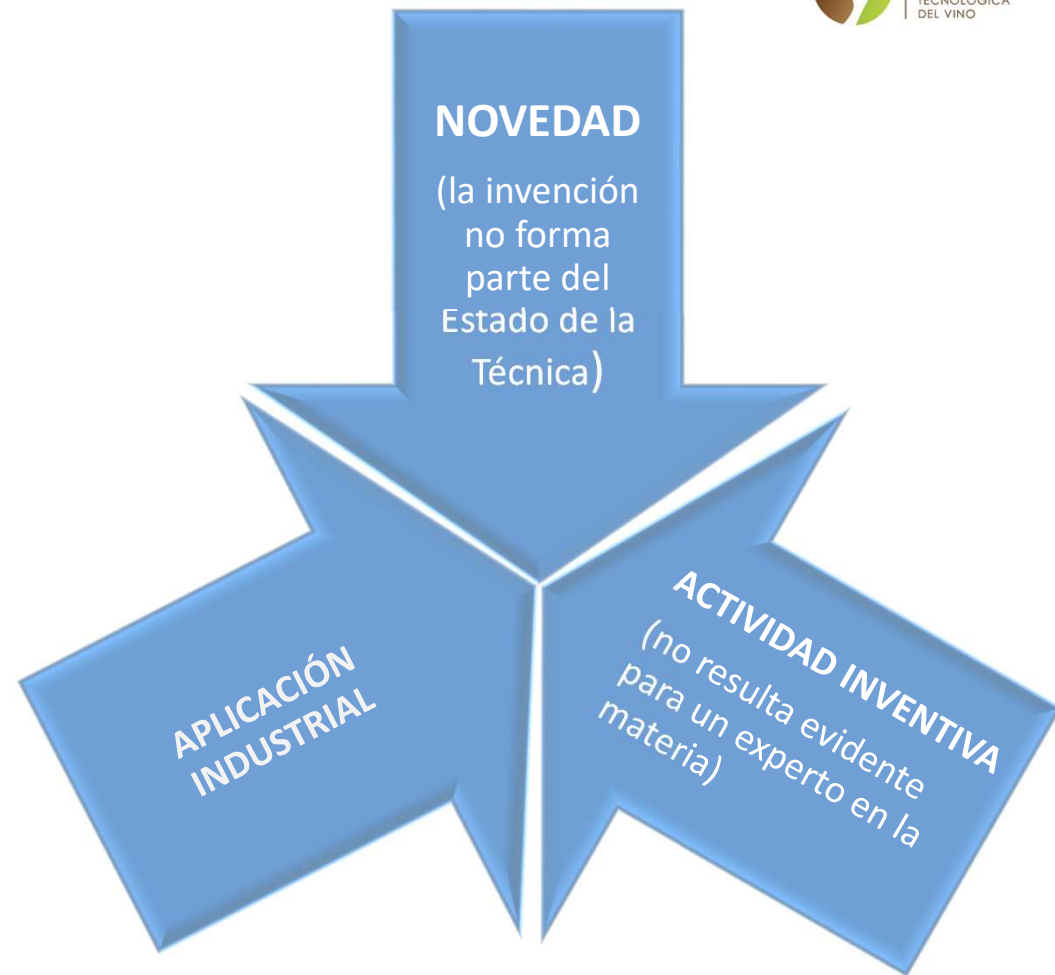 TECNOLÓGICA
DEL VINO
NOVEDAD
(la invención
no forma
parte del
Estado de la
Técnica)
APLICACIÓN
INDUSTRIAL
ACTIVIDAD INVENTIVA
(no resulta evidente
para un experto en la
materia)